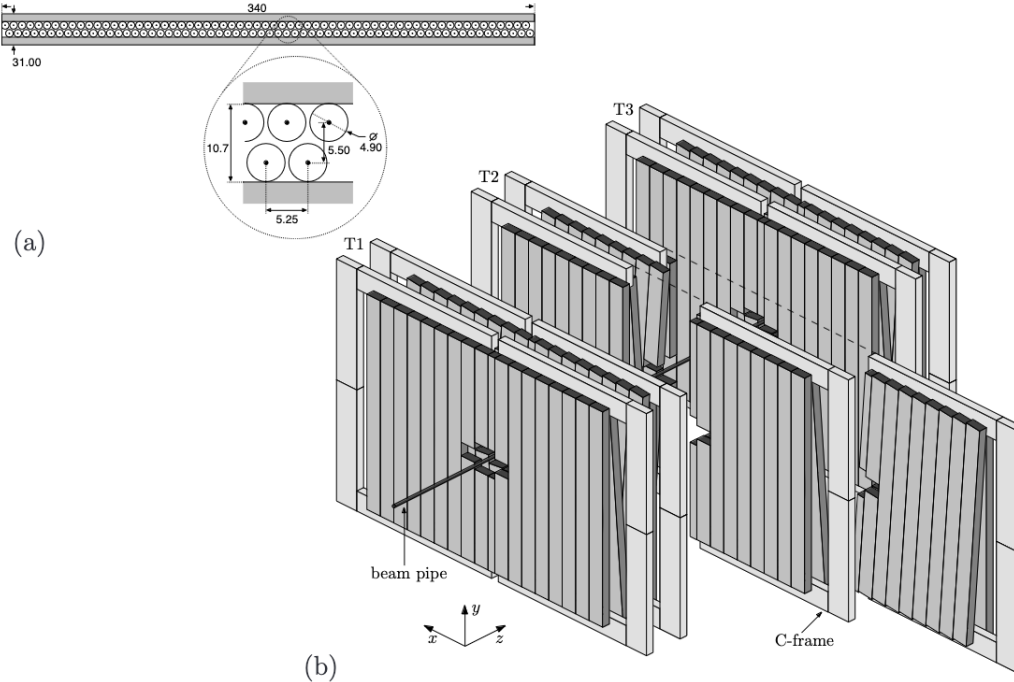 340
31.00
10.7
5.50
ø
4.90
5.25
(a)
T3
T2
T1
beam pipe
y
x
z
C-frame
(b)